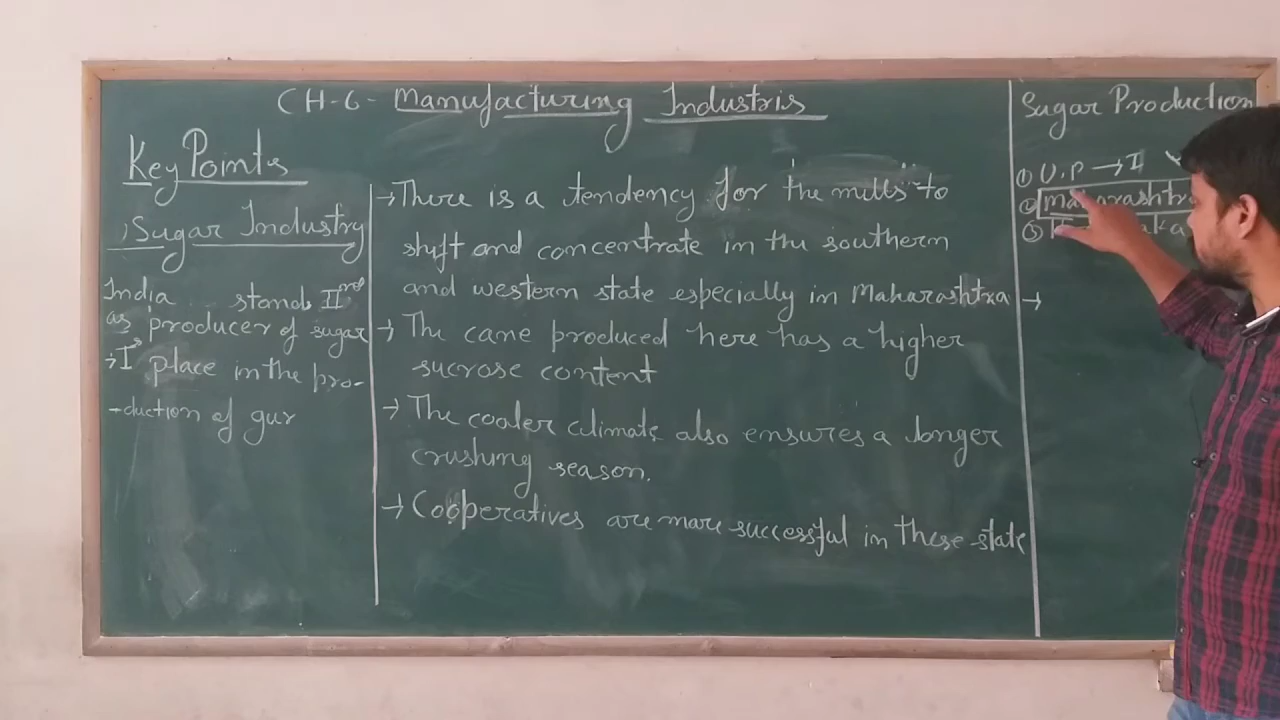 CH-6 - Manufacturing Industris
Key Points
1) Sugar Industry
India stands IInd
as producer of sugar
→ Ist place in the pro-
-duction of gur
→ There is a tendency for the mills to
shift and concentrate in the southern
and western state especially in Maharashtra
→ The cane produced here has a higher
sucrose content
→ The cooler climate also ensures a longer
crushing season.
→ Cooperatives are more successful in these state
Sugar Production
① U.P → I
②
③
→